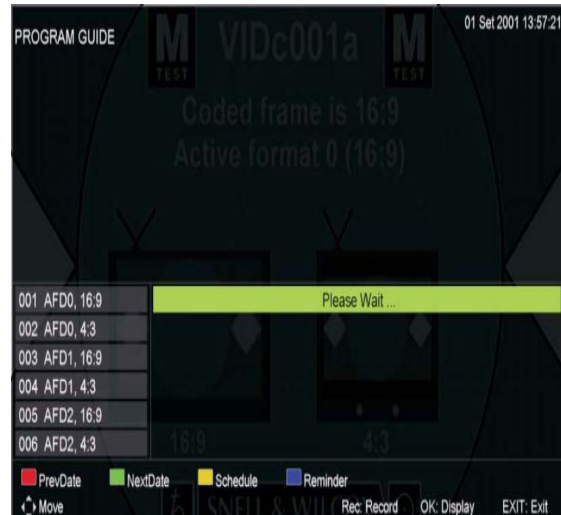 PROGRAM GUIDE
01 Set 2001 13:57:21
M
TEST
VIDc001a
M
TEST
Coded frame is 16:9
Active format 0 (16:9)
001 AFD0, 16:9
Please Wait ...
002 AFD0, 4:3
003 AFD1, 16:9
004 AFD1, 4:3
005 AFD2, 16:9
006 AFD2, 4:3
16:9
4:3
PrevDate
NextDate
Schedule
Reminder
Move
SNELL & WILCO
Rec: Record
OK: Display
EXIT: Exit